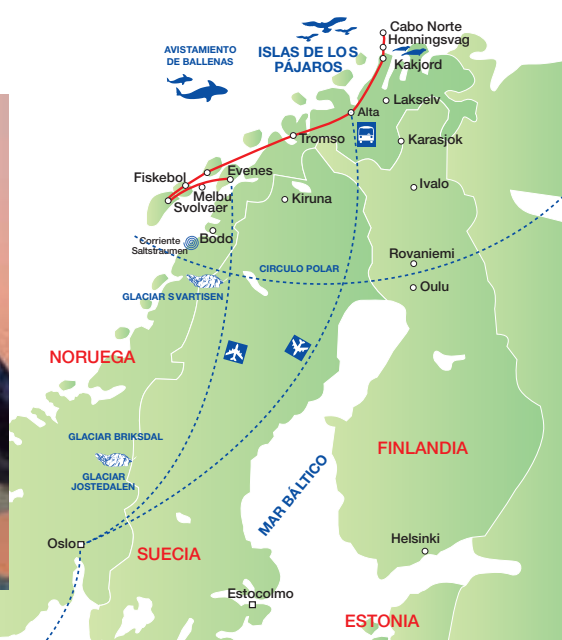 Cabo Norte
Honningsvag
AVISTAMIENTO
DE BALLENAS
ISLAS DE LOS
PÁJAROS
Kakjord
Lakselv
Alta
Tromso
Karasjok
Fiskebol
Evenes
Melbu
Svolvaer
Kiruna
Ivalo
Corriente
Saltstraumen
Bodo
Rovaniemi
CIRCULO POLAR
Oulu
GLACIAR SVARTISEN
NORUEGA
GLACIAR BRIKSDAL
GLACIAR
JOSTEDALEN
FINLANDIA
MAR BÁLTICO
Oslo
SUECIA
Helsinki
Estocolmo
ESTONIA